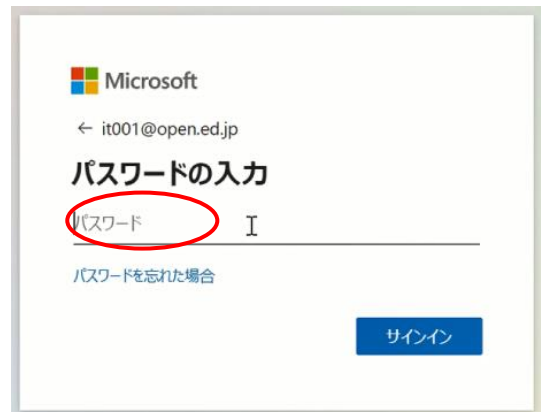 Microsoft
← it001@open.ed.jp
パスワードの入力
パスワード
パスワードを忘れた場合
サインイン